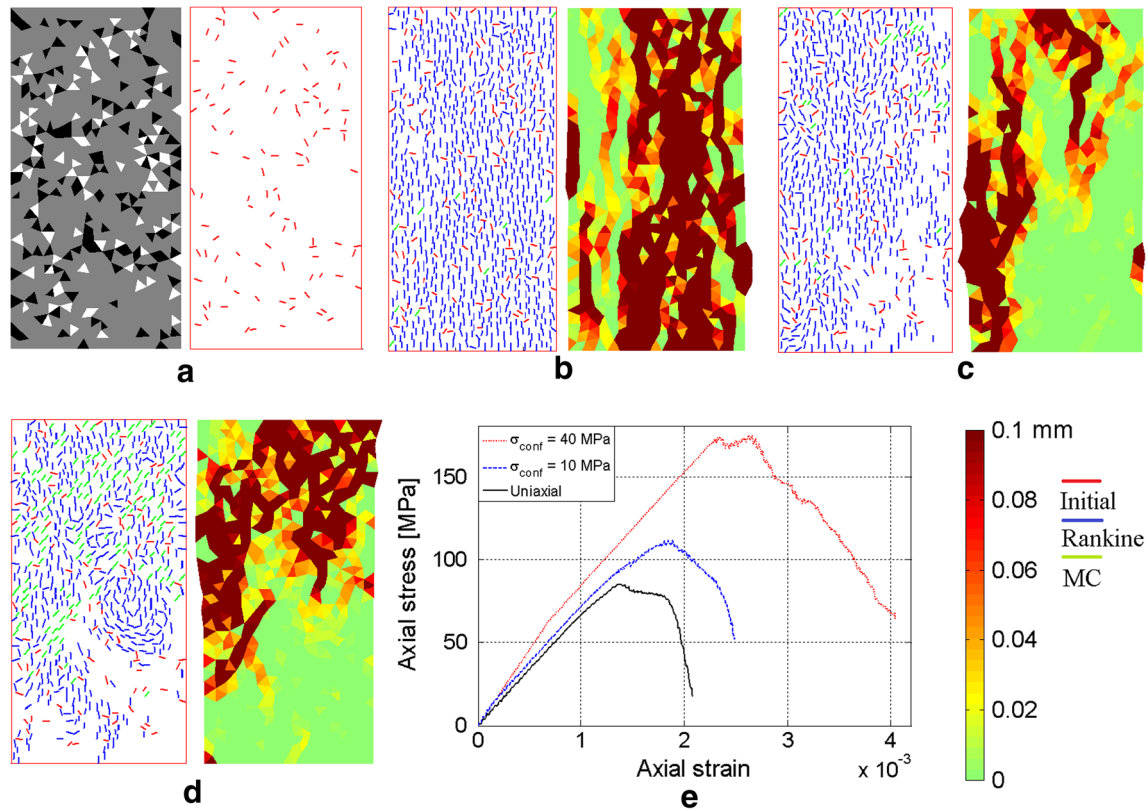 a
b
c
d
σconf = 40 MPa
σconf = 10 MPa
Uniaxial
Axial stress [MPa]
150
100
50
0
0
1
2
3
4
x 10-3
Axial strain
e
0.1 mm
0.08
0.06
0.04
0.02
0
Initial
Rankine
MC